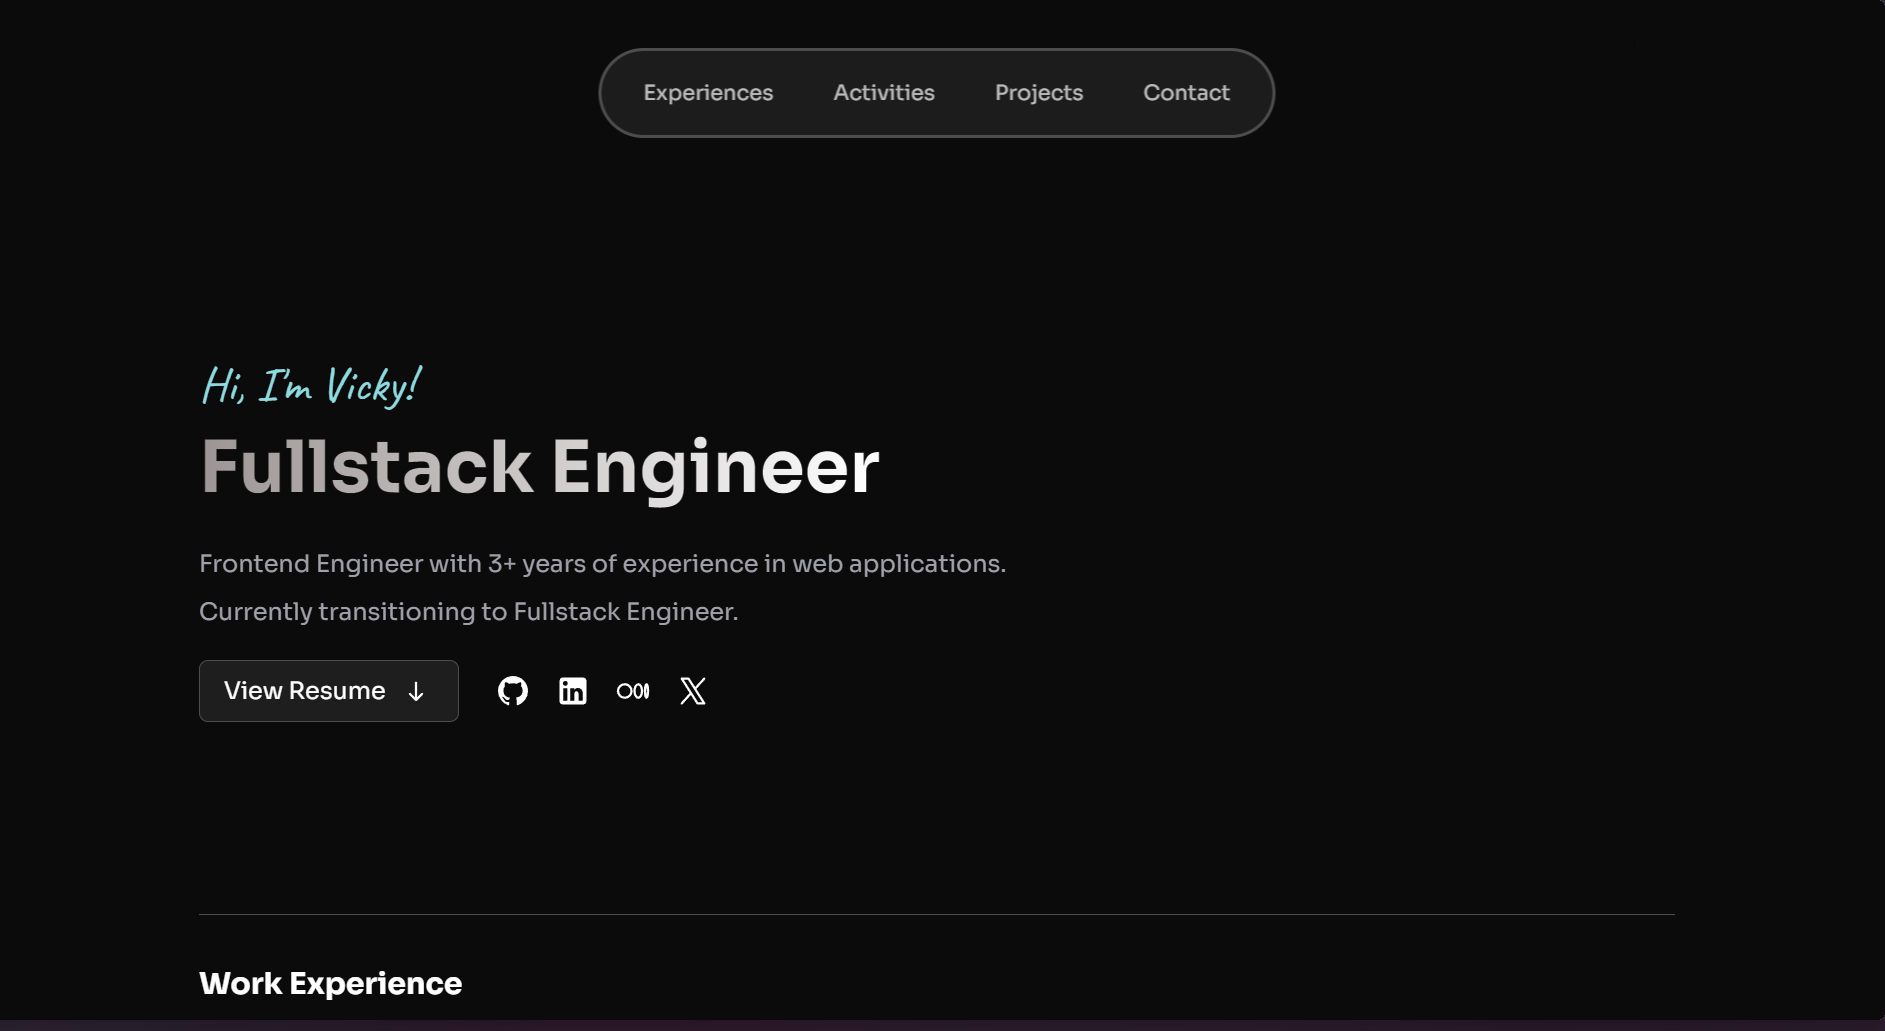 Experiences Activities Projects Contact
Hi, I'm Vicky!
Fullstack Engineer
Frontend Engineer with 3+ years of experience in web applications.
Currently transitioning to Fullstack Engineer.
View Resume ↓
Work Experience